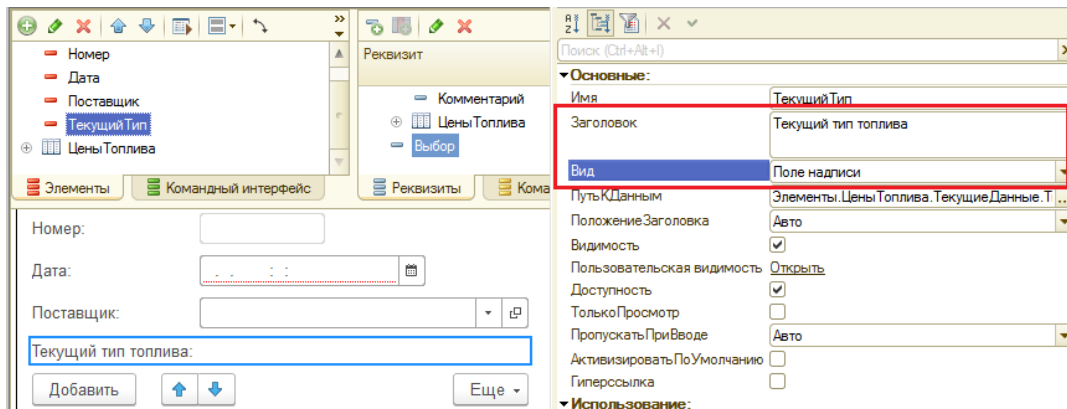 Номер
Дата
Поставщик
ТекущийТип
ЦеныТоплива
Элементы
Командный интерфейс
Реквизит
Комментарий
ЦеныТоплива
Выбор
Реквизиты
Кома
Номер:
Дата:
. . : :
Поставщик:
Текущий тип топлива:
Добавить
Еще
Поиск (Ctrl+Alt+I)
Основные:
Имя ТекущийТип
Заголовок Текущий тип топлива
Вид Поле надписи
ПутьКДанным Элементы.ЦеныТоплива.ТекущиеДанные.Т ...
ПоложениеЗаголовка Авто
Видимость
Пользовательская видимость Открыть
Доступность
ТолькоПросмотр
ПропускатьПриВводе Авто
АктивизироватьПоУмолчанию
Гиперссылка
Использование: